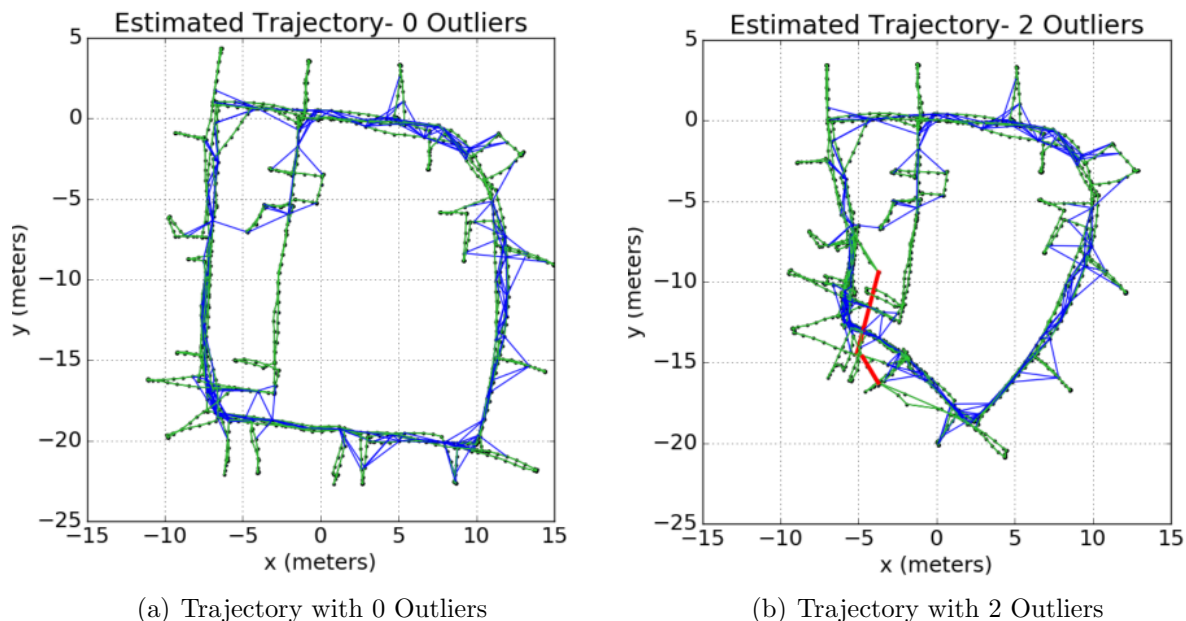 Estimated Trajectory- 0 Outliers
5
0
−5
−10
−15
−20
−25
y (meters)
−15 −10 −5 0 5 10 15
x (meters)
(a) Trajectory with 0 Outliers
Estimated Trajectory- 2 Outliers
5
0
−5
−10
−15
−20
−25
y (meters)
−15 −10 −5 0 5 10 15
x (meters)
(b) Trajectory with 2 Outliers